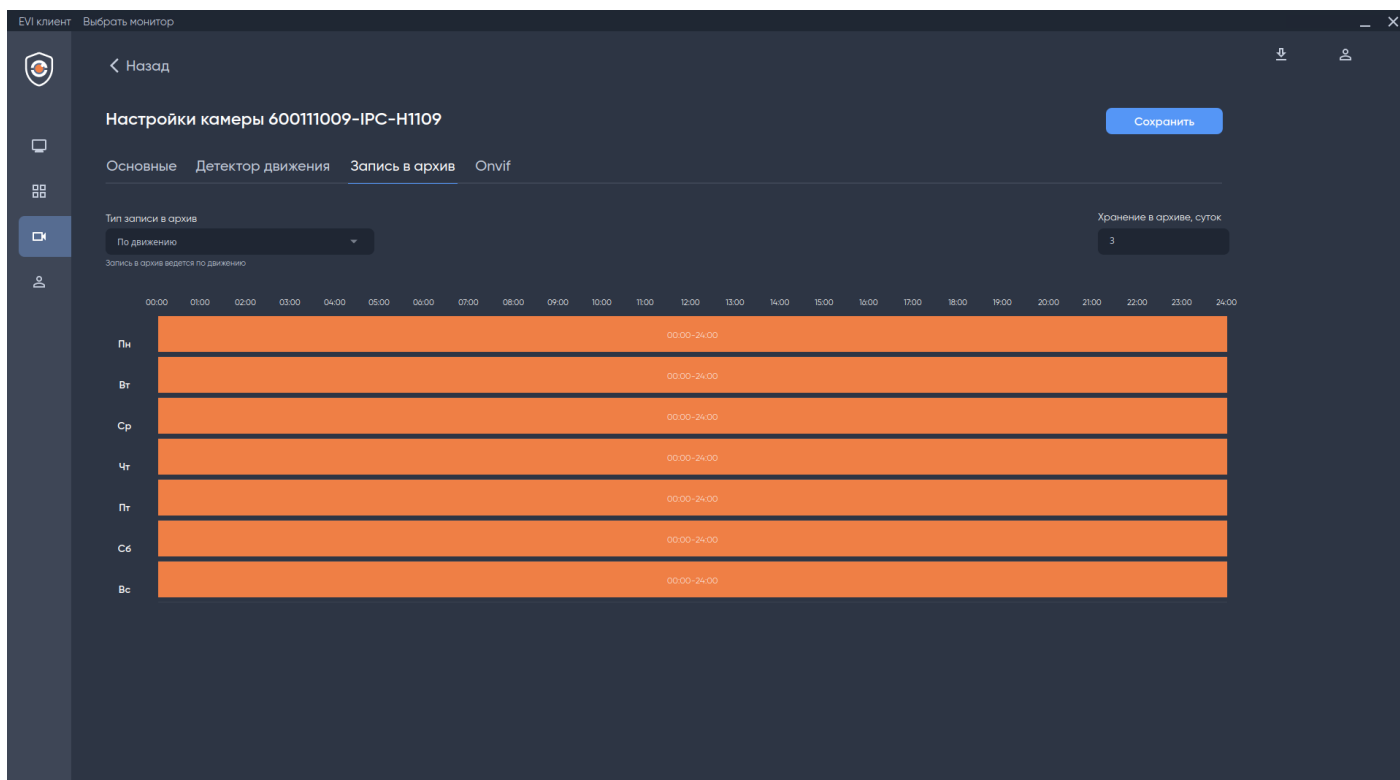 EVI клиент Выбрать монитор
Назад
Настройки камеры 600111009-IPC-H1109
Сохранить
Основные Детектор движения Запись в архив Onvif
Тип записи в архив
Хранение в архиве, суток
По движению
3
Запись в архив ведется по движению
00:00 01:00 02:00 03:00 04:00 05:00 06:00 07:00 08:00 09:00 10:00 11:00 12:00 13:00 14:00 15:00 16:00 17:00 18:00 19:00 20:00 21:00 22:00 23:00 24:00
Пн 00:00-24:00
Вт 00:00-24:00
Ср 00:00-24:00
Чт 00:00-24:00
Пт 00:00-24:00
Сб 00:00-24:00
Вс 00:00-24:00